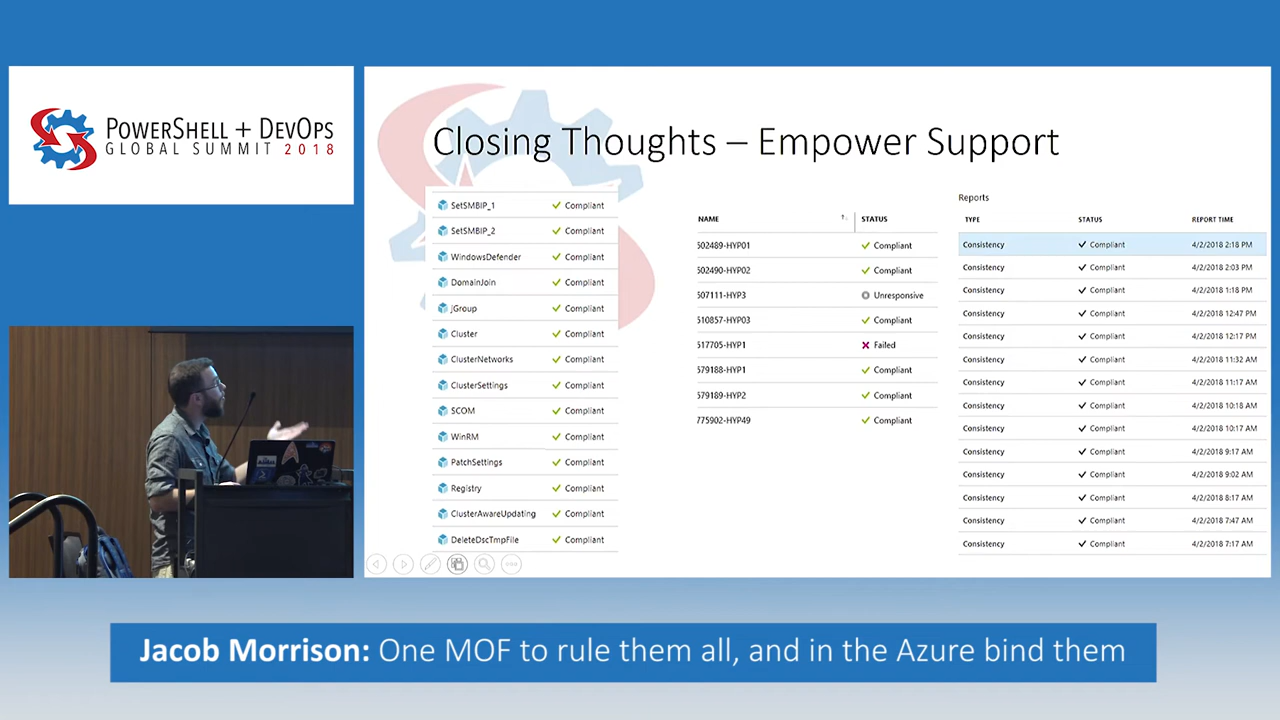 POWERSHELL + DEVOPS
GLOBAL SUMMIT 2018
Closing Thoughts – Empower Support
SetSMBIP_1 Compliant
SetSMBIP_2 Compliant
WindowsDefender Compliant
DomainJoin Compliant
jGroup Compliant
Cluster Compliant
ClusterNetworks Compliant
ClusterSettings Compliant
SCOM Compliant
WinRM Compliant
PatchSettings Compliant
Registry Compliant
ClusterAwareUpdating Compliant
DeleteDscTmpFile Compliant
NAME STATUS
502489-HYP01 Compliant
502490-HYP02 Compliant
507111-HYP3 Unresponsive
510857-HYP03 Compliant
517705-HYP1 Failed
579188-HYP1 Compliant
579189-HYP2 Compliant
775902-HYP49 Compliant
Reports
TYPE STATUS REPORT TIME
Consistency Compliant 4/2/2018 2:18 PM
Consistency Compliant 4/2/2018 2:03 PM
Consistency Compliant 4/2/2018 1:18 PM
Consistency Compliant 4/2/2018 12:47 PM
Consistency Compliant 4/2/2018 12:17 PM
Consistency Compliant 4/2/2018 11:32 AM
Consistency Compliant 4/2/2018 11:17 AM
Consistency Compliant 4/2/2018 10:18 AM
Consistency Compliant 4/2/2018 10:17 AM
Consistency Compliant 4/2/2018 9:17 AM
Consistency Compliant 4/2/2018 9:02 AM
Consistency Compliant 4/2/2018 8:17 AM
Consistency Compliant 4/2/2018 7:47 AM
Consistency Compliant 4/2/2018 7:17 AM
Jacob Morrison: One MOF to rule them all, and in the Azure bind them